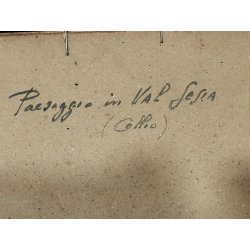 Paesaggio in VAL SESIA
(Collio)